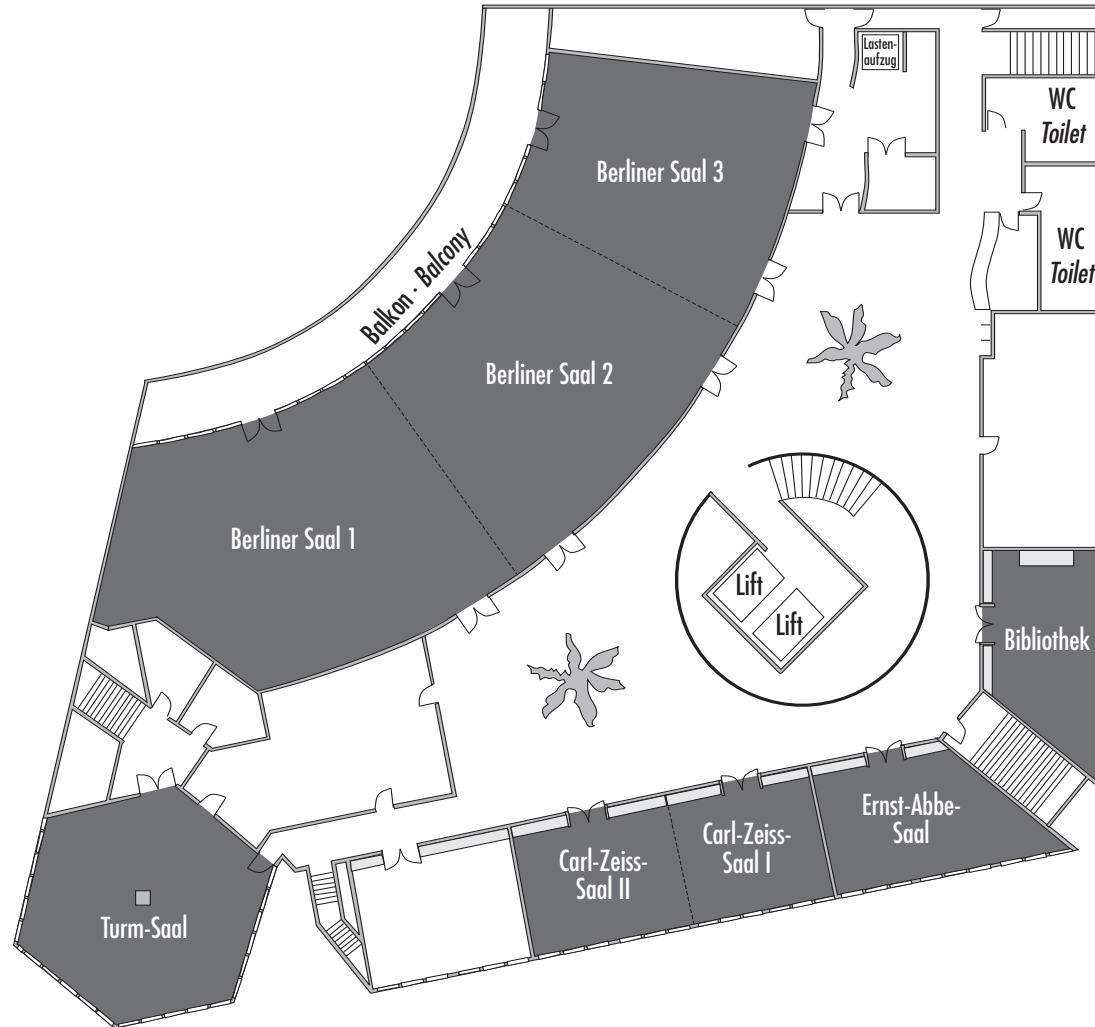 Lasten-
aufzug
WC
Toilet
Berliner Saal 3
WC
Toilet
Balkon · Balcony
Berliner Saal 2
Berliner Saal 1
Lift
Lift
Bibliothek
Ernst-Abbe-
Saal
Carl-Zeiss-
Saal I
Carl-Zeiss-
Saal II
Turm-Saal